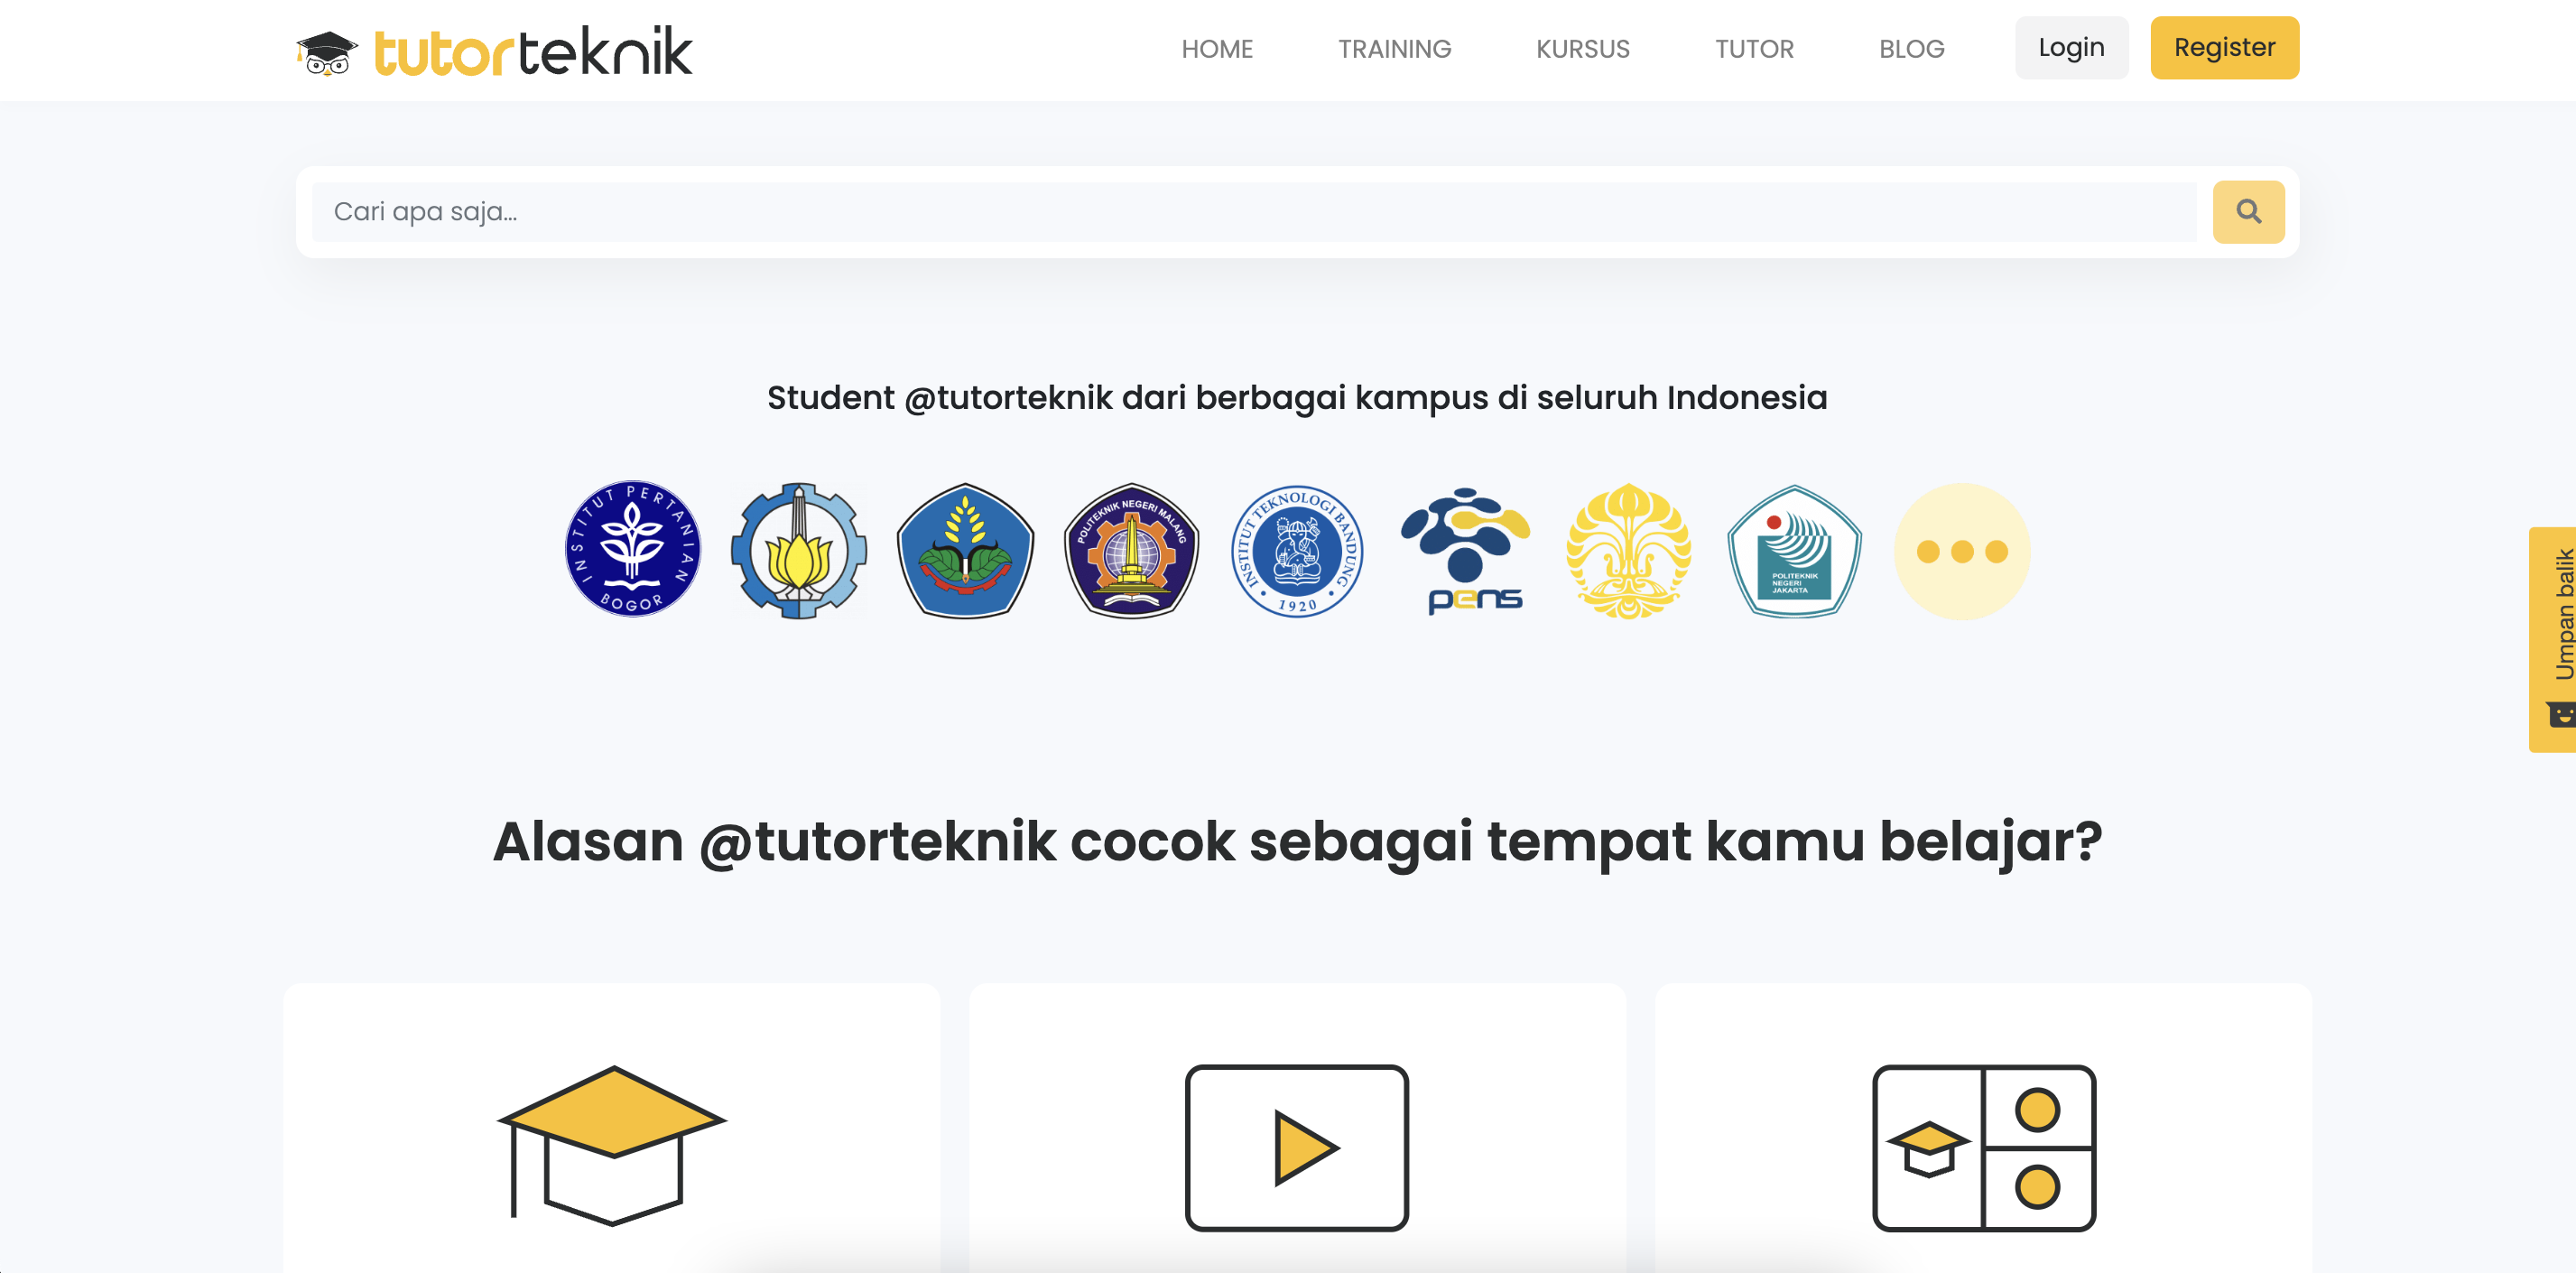 tutorteknik
HOME
TRAINING
KURSUS
TUTOR
BLOG
Login
Register
Cari apa saja...
Student @tutorteknik dari berbagai kampus di seluruh Indonesia
INSTITUT PERTANIAN
BOGOR
POLITEKNIK NEGERI MALANG
INSTITUT TEKNOLOGI BANDUNG
1920
pens
POLITEKNIK
NEGERI
JAKARTA
Umpan balik
Alasan @tutorteknik cocok sebagai tempat kamu belajar?